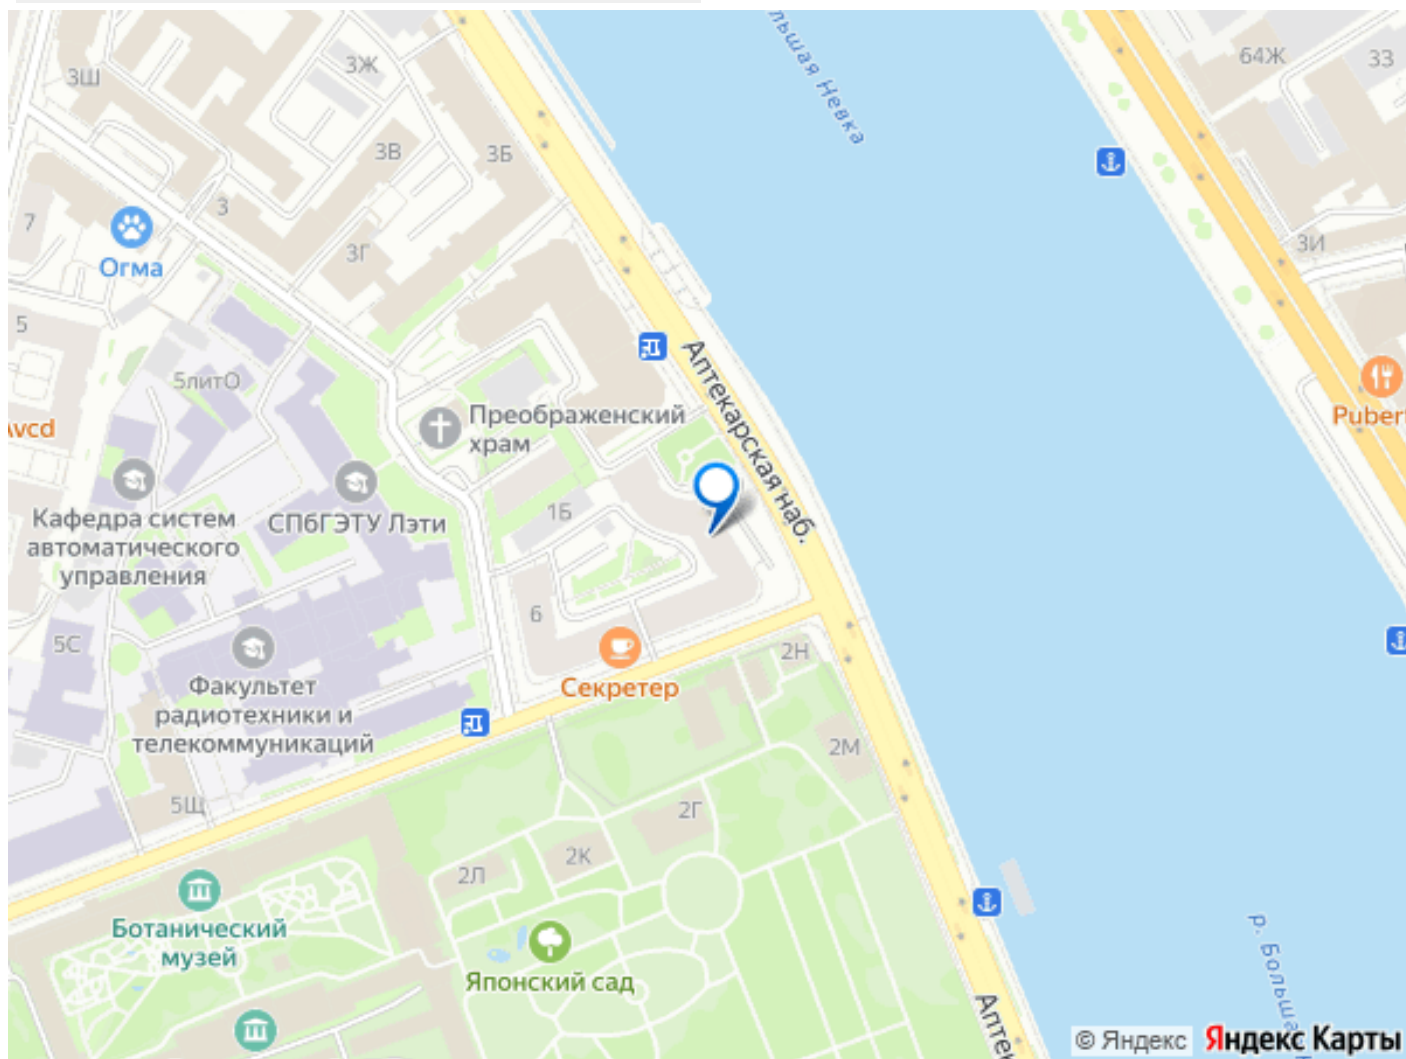 льшая Невка
3Ш
3Ж
64Ж
33
3В
3Б
3
7
3Г
3И
Огма
5
5литО
Аптекарская наб.
Преображенский
храм
Avcd
Puber
Кафедра систем
автоматического
управления
СПбГЭТУ Лэти
1Б
6
5С
2Н
Секретер
Факультет
радиотехники и
телекоммуникаций
2М
5Щ
2Г
2К
2Л
Ботанический
музей
Японский сад
р. Больша
Апте
© Яндекс
Яндекс Карты